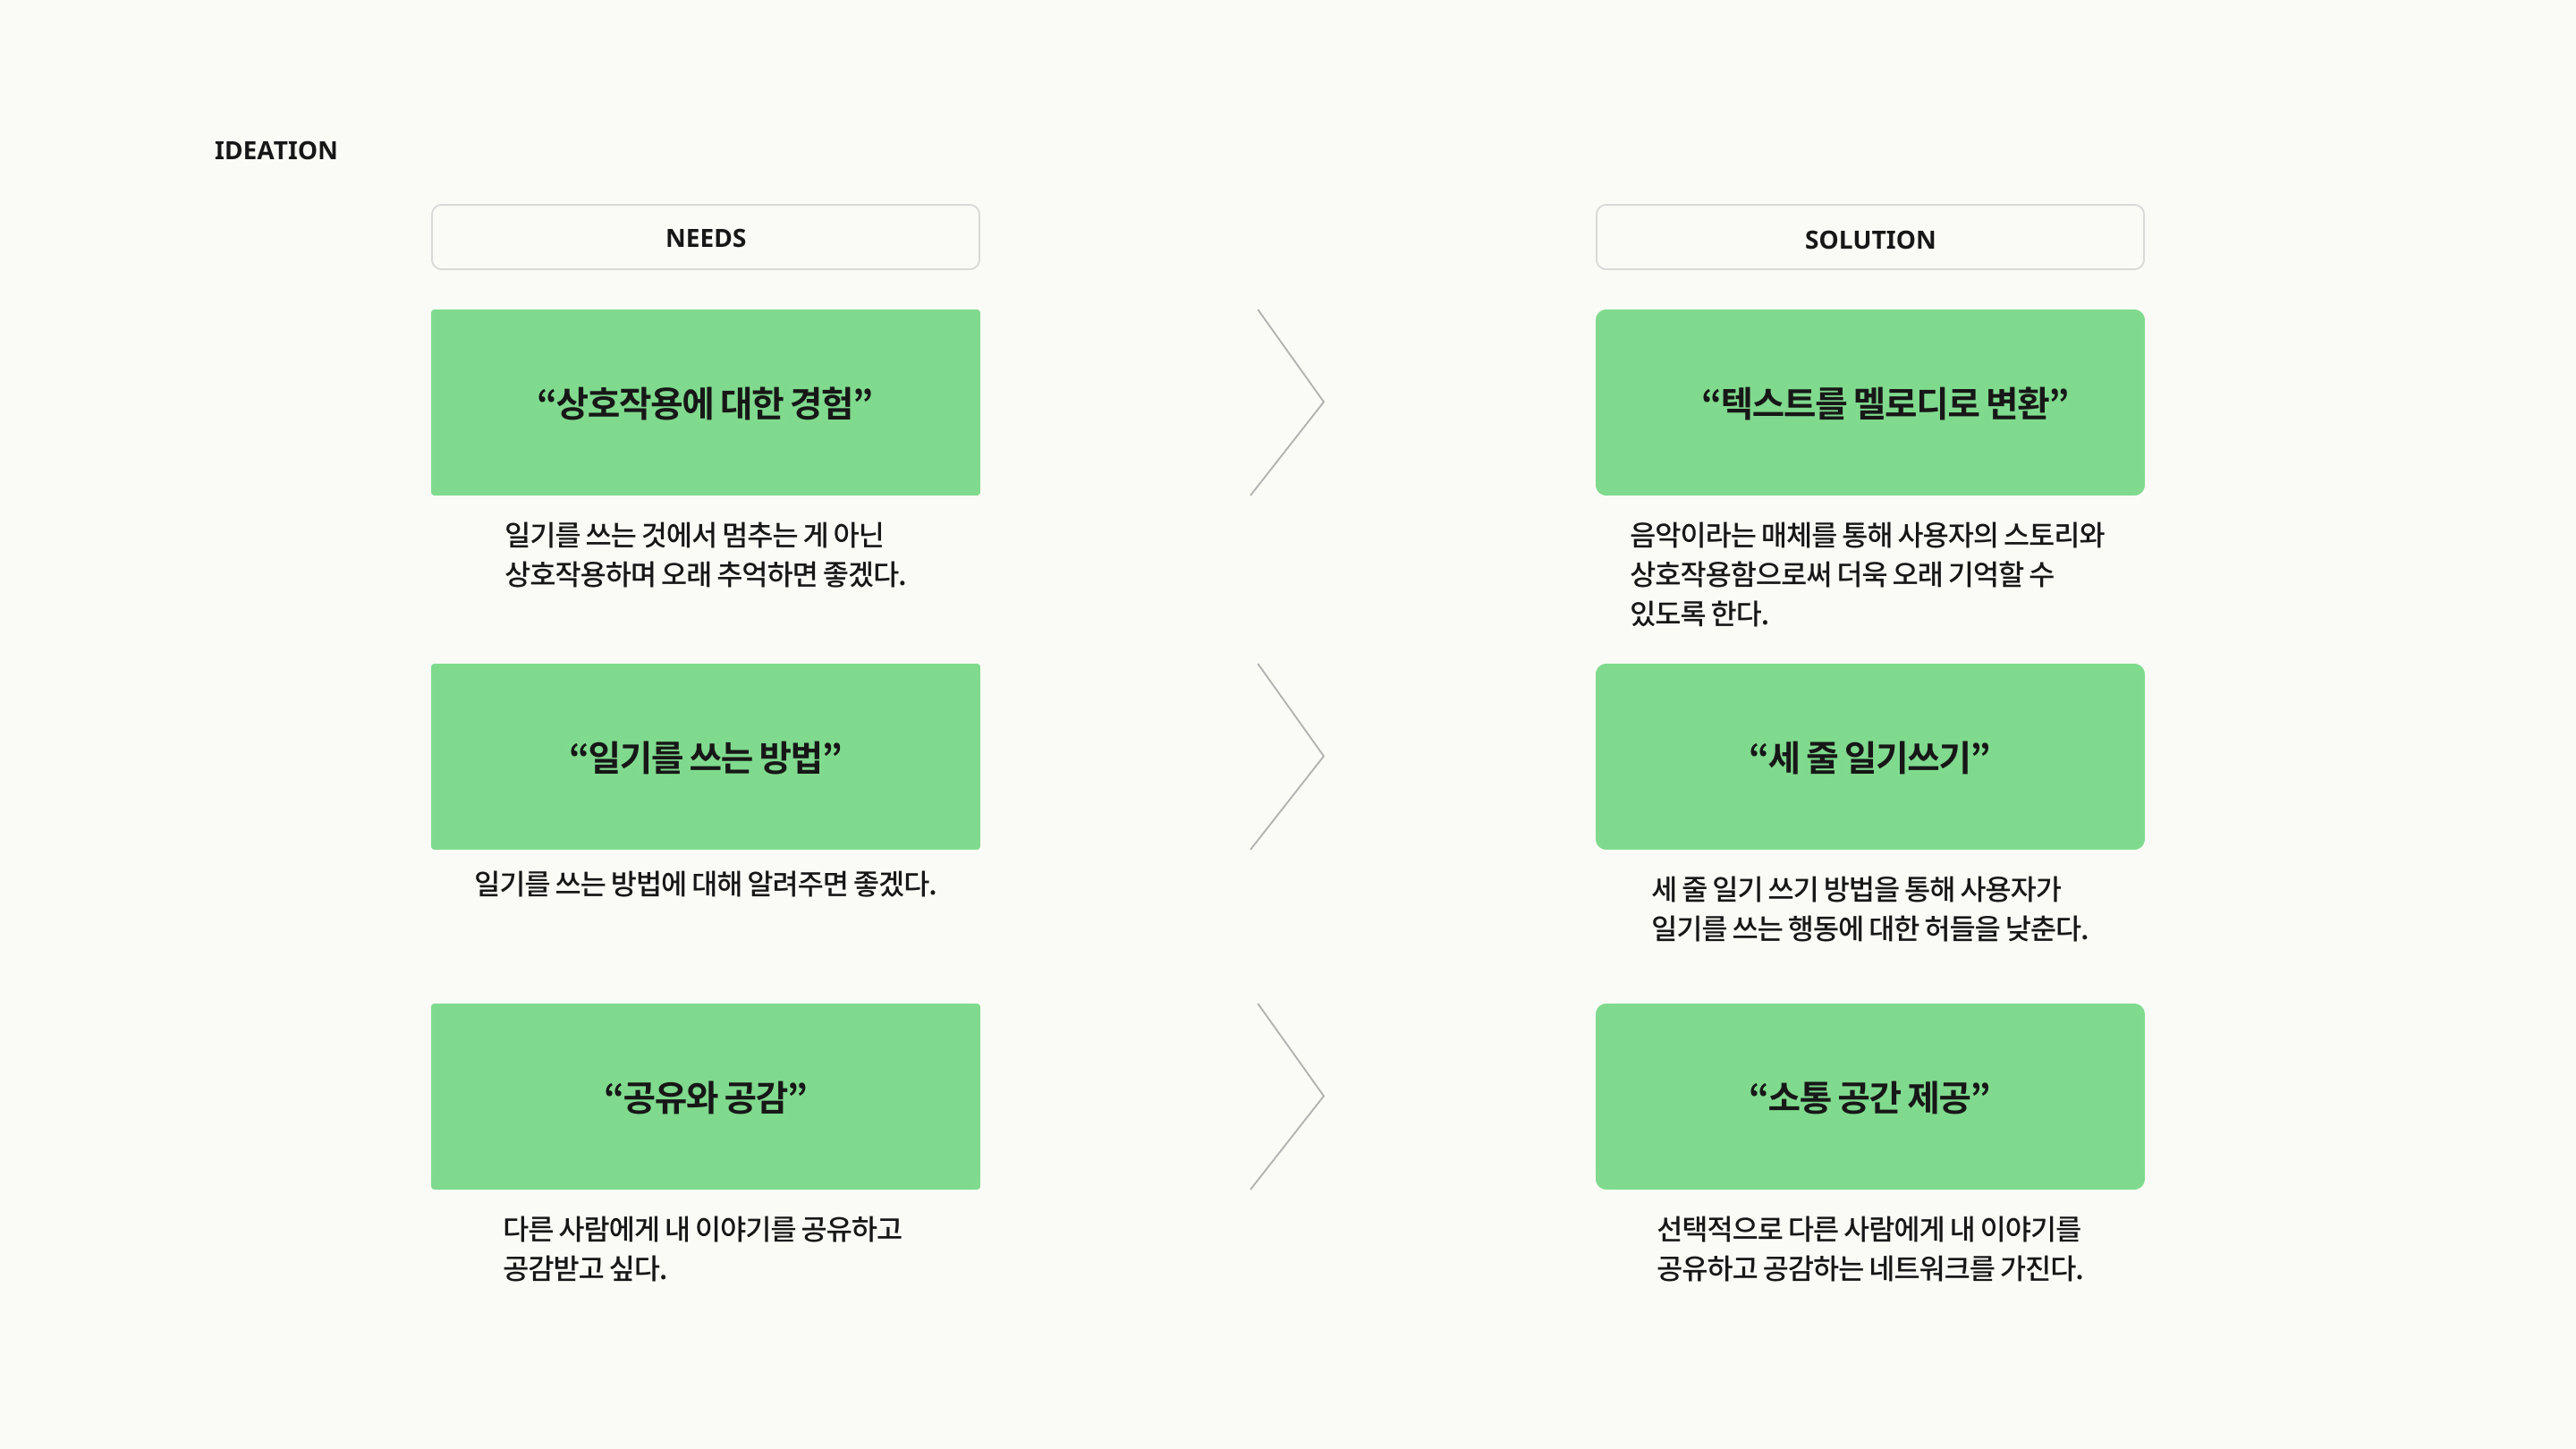 IDEATION
NEEDS
SOLUTION
“상호작용에 대한 경험”
“텍스트를 멜로디로 변환”
일기를 쓰는 것에서 멈추는 게 아닌
상호작용하며 오래 추억하면 좋겠다.
음악이라는 매체를 통해 사용자의 스토리와
상호작용함으로써 더욱 오래 기억할 수
있도록 한다.
“일기를 쓰는 방법”
“세 줄 일기쓰기”
일기를 쓰는 방법에 대해 알려주면 좋겠다.
세 줄 일기 쓰기 방법을 통해 사용자가
일기를 쓰는 행동에 대한 허들을 낮춘다.
“공유와 공감”
“소통 공간 제공”
다른 사람에게 내 이야기를 공유하고
공감받고 싶다.
선택적으로 다른 사람에게 내 이야기를
공유하고 공감하는 네트워크를 가진다.